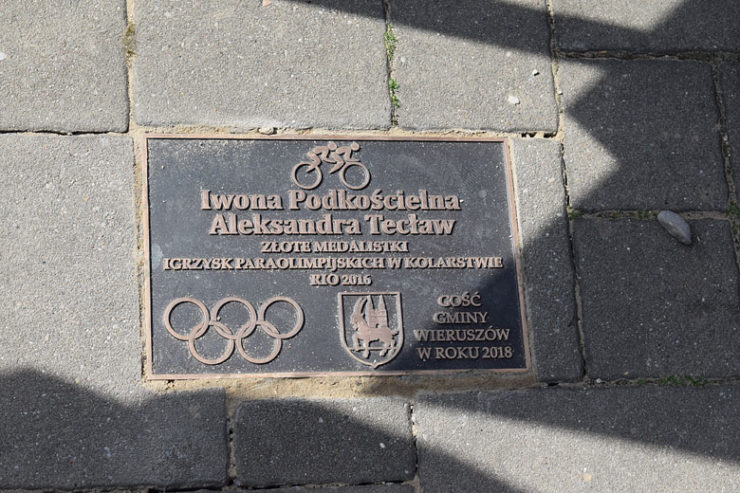 Iwona Podkościelna
Aleksandra Tecław
ZŁOTE MEDALISTKI
IGRZYSK PARAOLIMPIJSKICH W KOLARSTWIE
RIO 2016
GOŚĆ
GMINY
WIERUSZÓW
W ROKU 2018